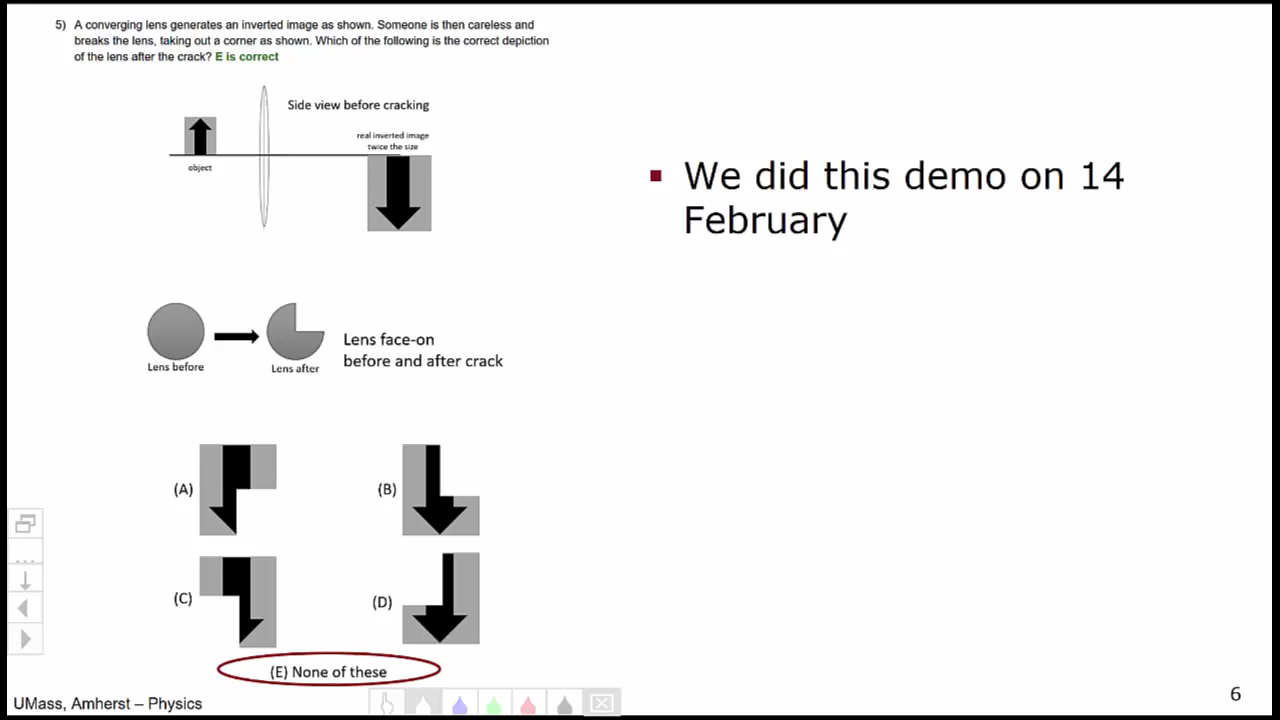 5) A converging lens generates an inverted image as shown. Someone is then careless and
breaks the lens, taking out a corner as shown. Which of the following is the correct depiction
of the lens after the crack? E is correct
Side view before cracking
real inverted image
twice the size
object
We did this demo on 14
February
Lens before
Lens after
Lens face-on
before and after crack
(A)
(B)
(C)
(D)
(E) None of these
UMass, Amherst – Physics
6